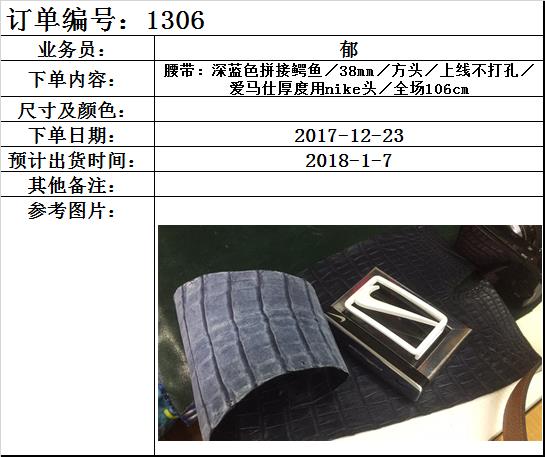 订单编号：1306
业务员：
郁
下单内容：
腰带：深蓝色拼接鳄鱼／38mm／方头／上线不打孔／
爱马仕厚度用nike头／全场106cm
尺寸及颜色：
下单日期：
2017-12-23
预计出货时间：
2018-1-7
其他备注：
参考图片：